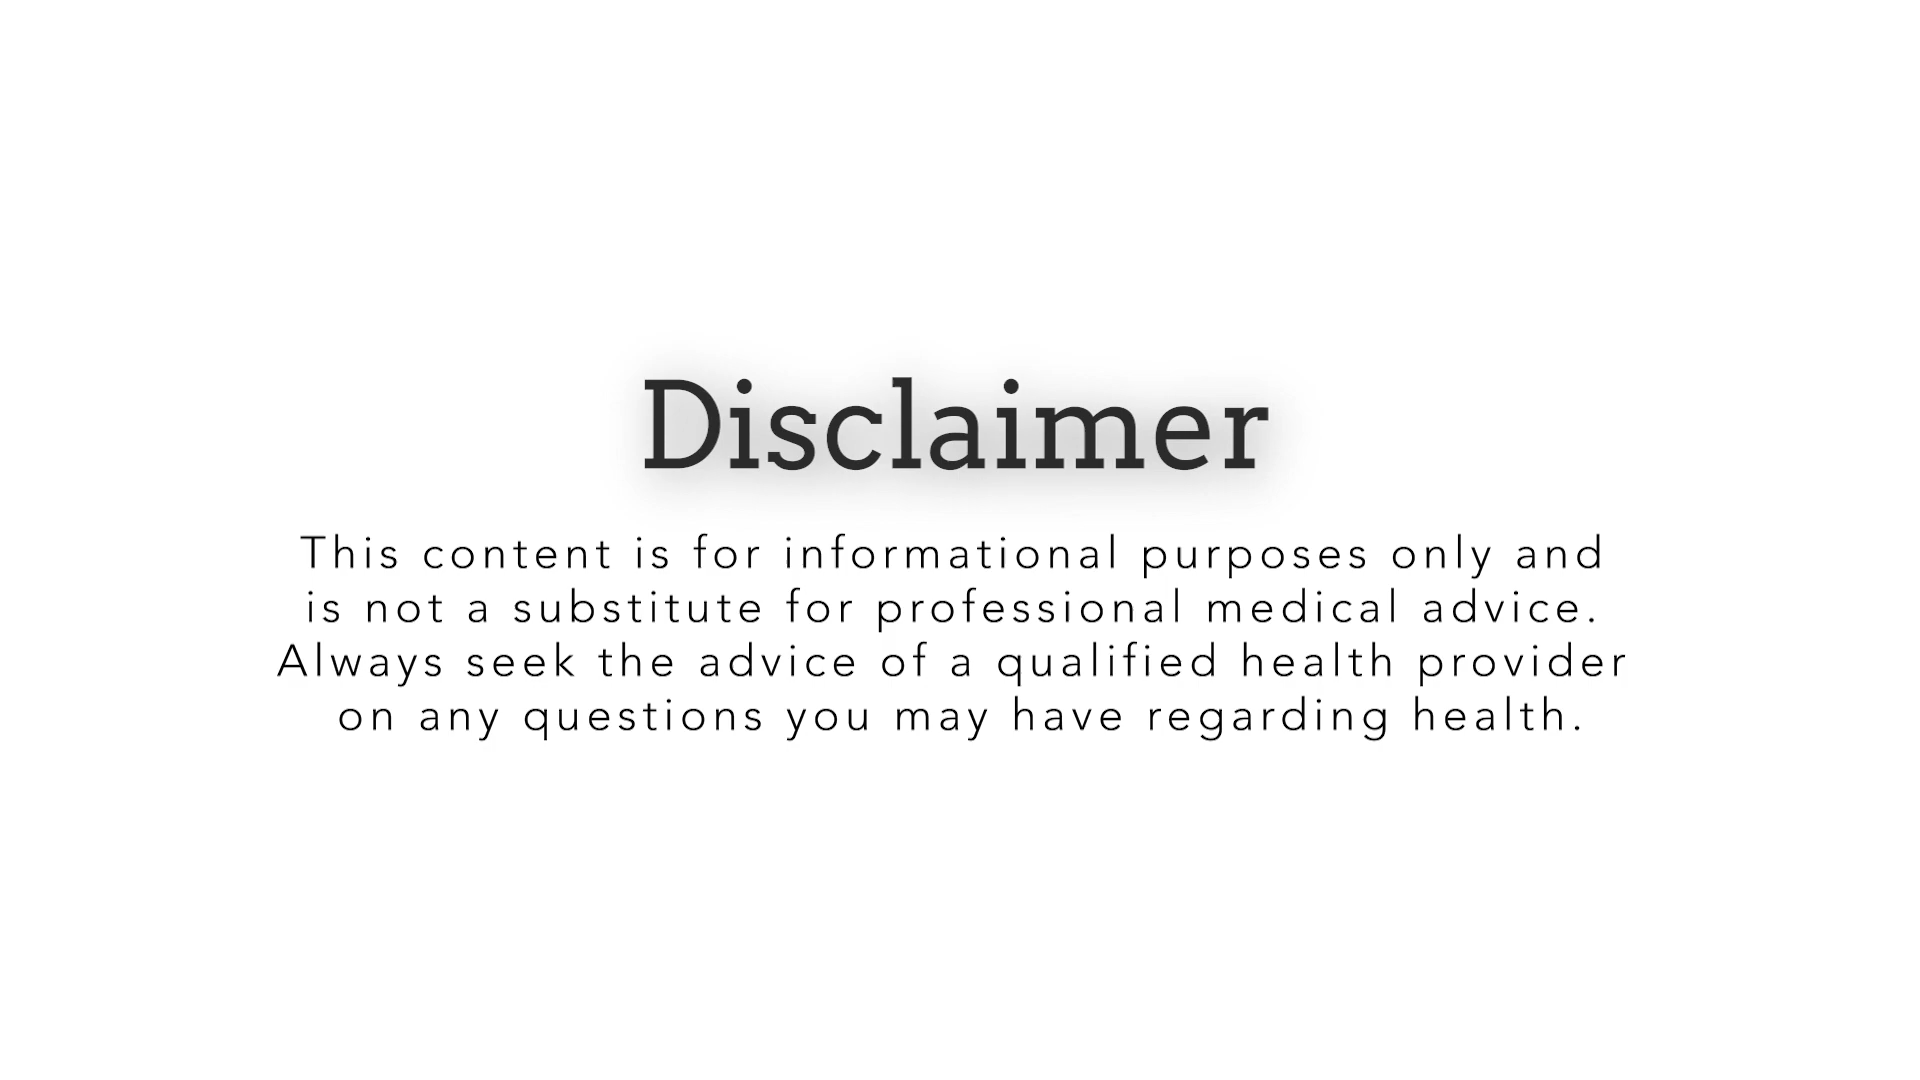 Disclaimer
This content is for informational purposes only and
is not a substitute for professional medical advice.
Always seek the advice of a qualified health provider
on any questions you may have regarding health.